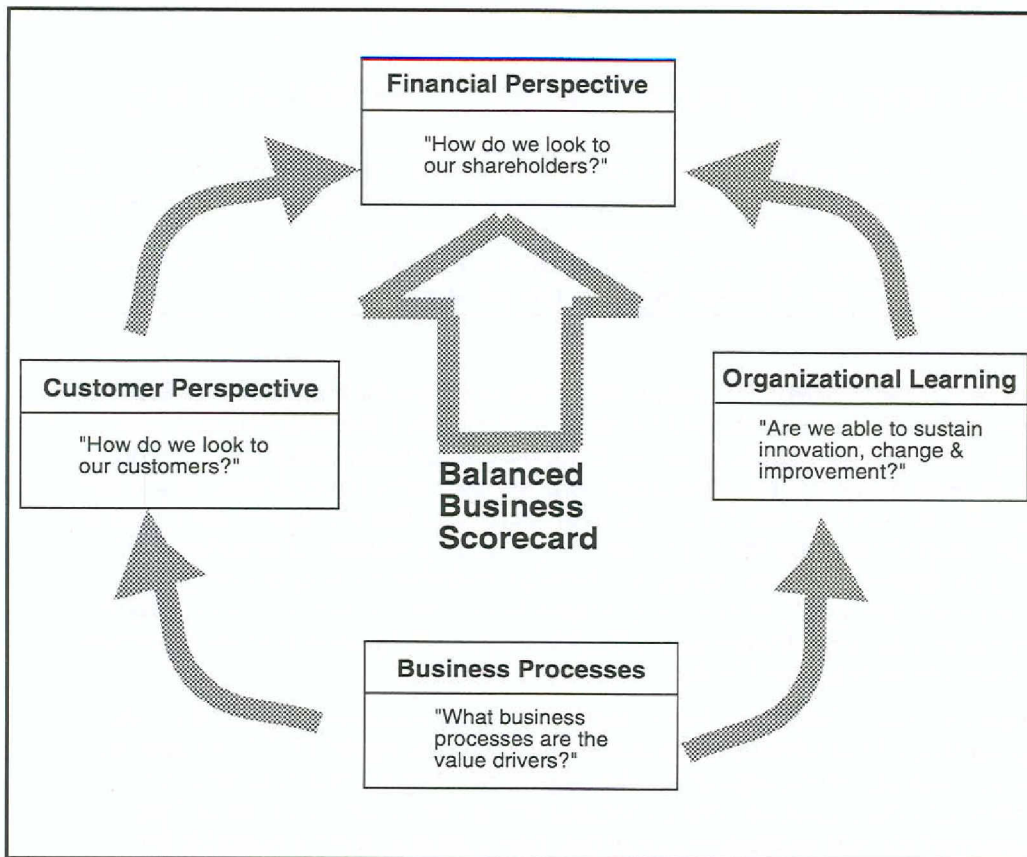 Financial Perspective
"How do we look to
our shareholders?"
Customer Perspective
"How do we look to
our customers?"
Organizational Learning
"Are we able to sustain
innovation, change &
improvement?"
Balanced
Business
Scorecard
Business Processes
"What business
processes are the
value drivers?"